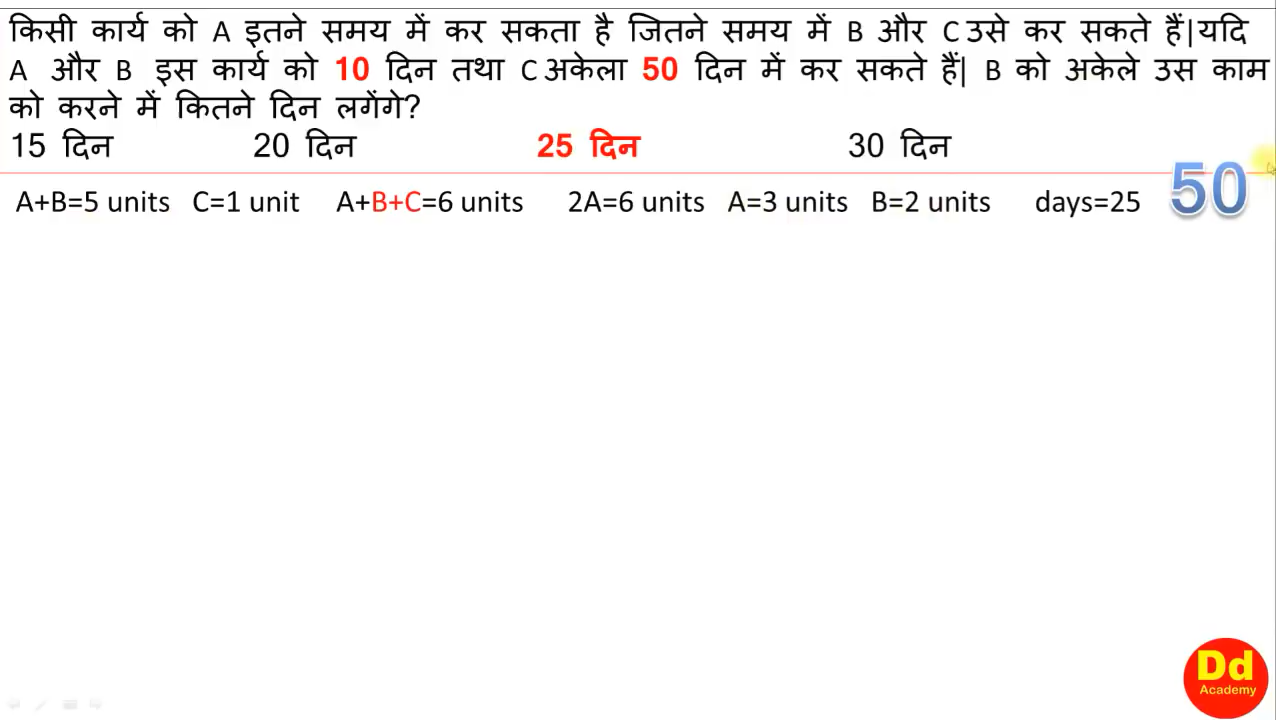 किसी कार्य को A इतने समय में कर सकता है जितने समय में B और C उसे कर सकते हैं|यदि
A और B इस कार्य को 10 दिन तथा C अकेला 50 दिन में कर सकते हैं| B को अकेले उस काम
को करने में कितने दिन लगेंगे?
15 दिन 20 दिन 25 दिन 30 दिन
A+B=5 units C=1 unit A+B+C=6 units 2A=6 units A=3 units B=2 units days=25 50
Dd
Academy